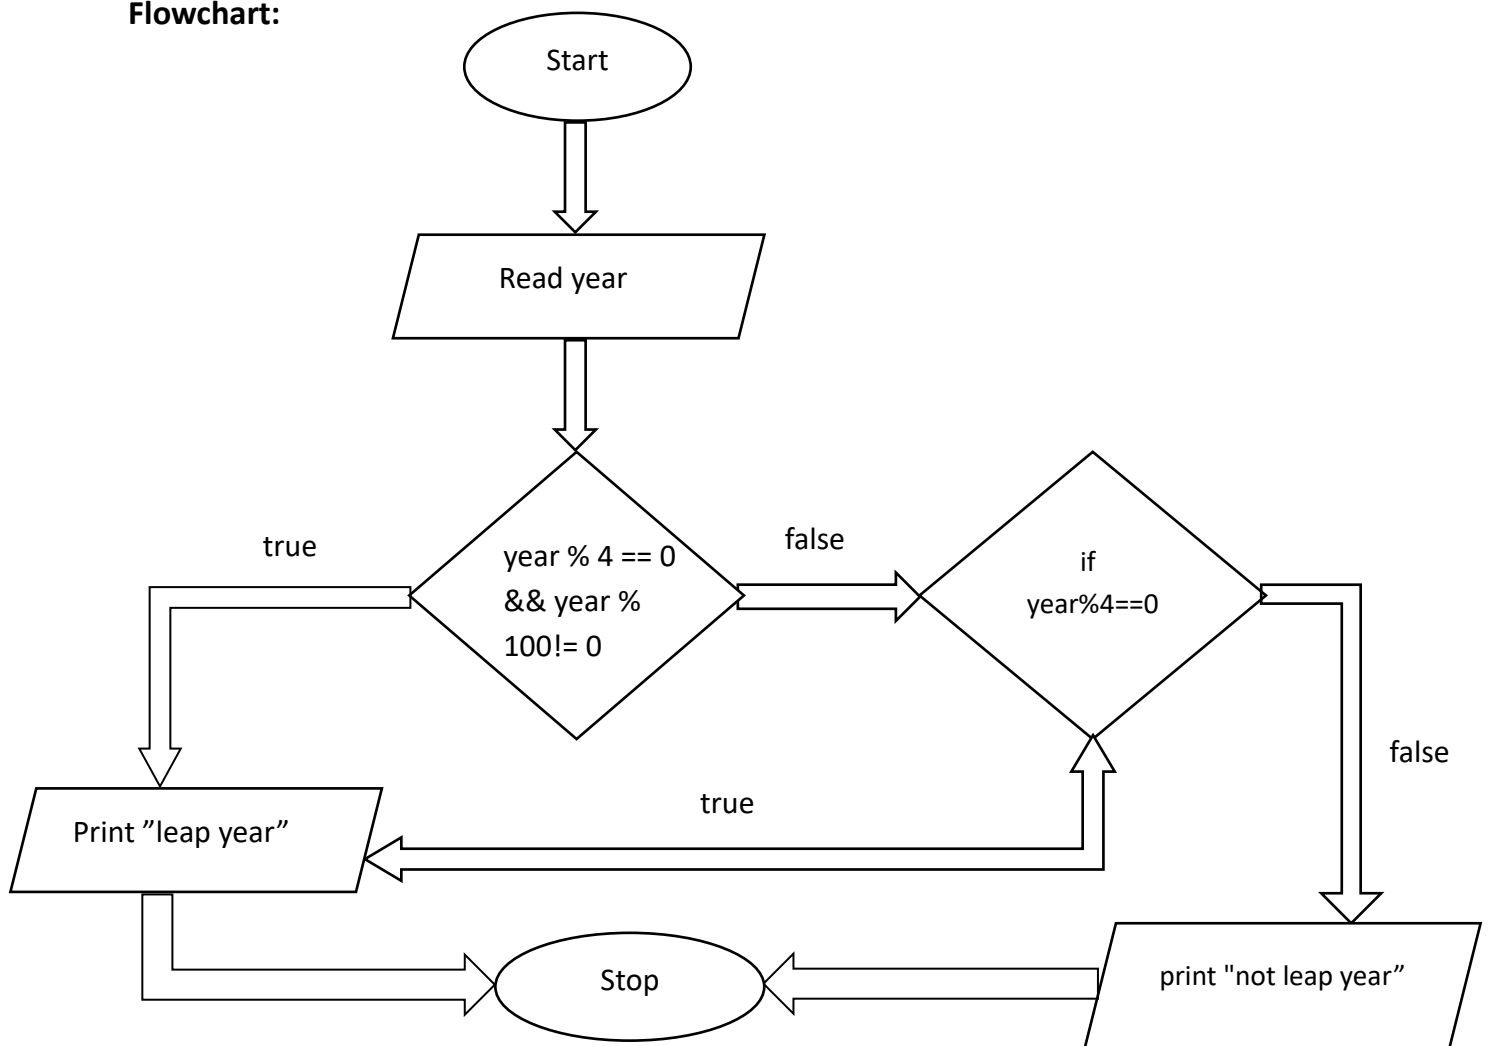 Flowchart:
Start
Read year
true
year % 4 == 0
&& year %
100!= 0
false
if
year%4==0
false
true
Print ”leap year”
Stop
print "not leap year”